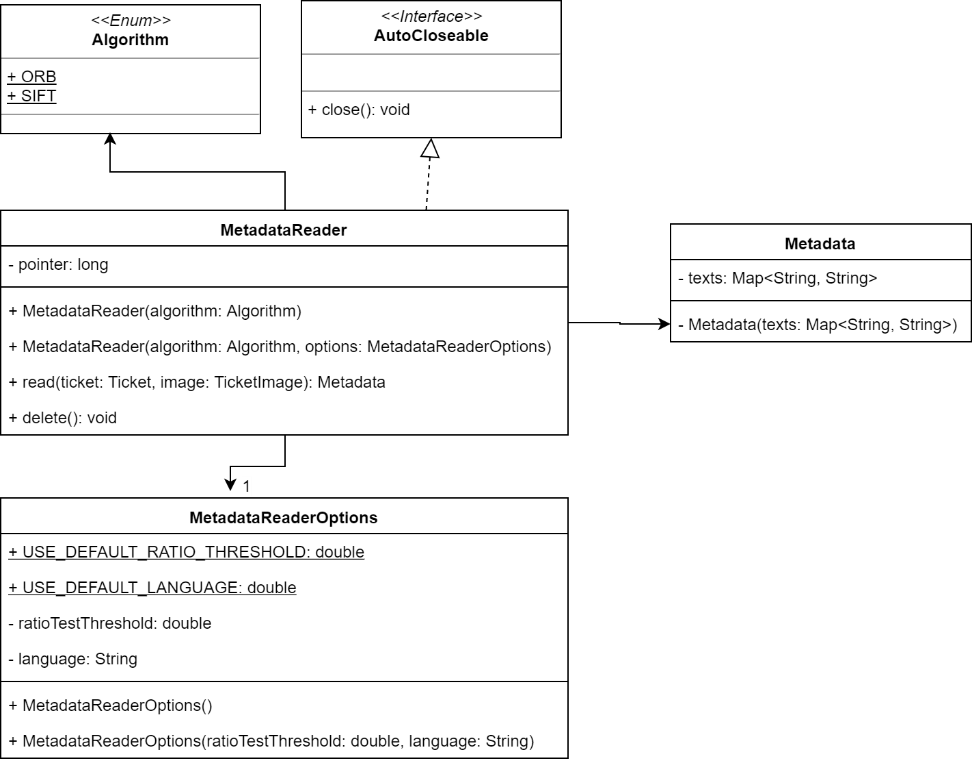 <<Enum>>
Algorithm
+ ORB
+ SIFT
<<Interface>>
AutoCloseable
+ close(): void
MetadataReader
- pointer: long
+ MetadataReader(algorithm: Algorithm)
+ MetadataReader(algorithm: Algorithm, options: MetadataReaderOptions)
+ read(ticket: Ticket, image: TicketImage): Metadata
+ delete(): void
Metadata
- texts: Map<String, String>
- Metadata(texts: Map<String, String>)
1
MetadataReaderOptions
+ USE_DEFAULT_RATIO_THRESHOLD: double
+ USE_DEFAULT_LANGUAGE: double
- ratioTestThreshold: double
- language: String
+ MetadataReaderOptions()
+ MetadataReaderOptions(ratioTestThreshold: double, language: String)